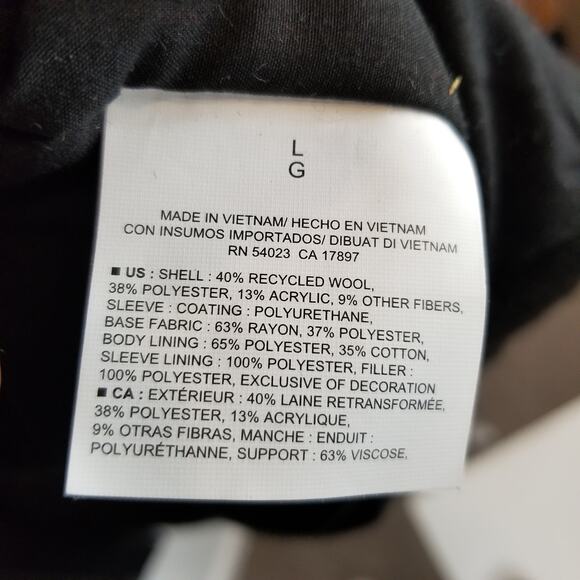 L
G
MADE IN VIETNAM/ HECHO EN VIETNAM
CON INSUMOS IMPORTADOS/ DIBUAT DI VIETNAM
RN 54023 CA 17897
■ US : SHELL : 40% RECYCLED WOOL,
38% POLYESTER, 13% ACRYLIC, 9% OTHER FIBERS,
SLEEVE : COATING : POLYURETHANE,
BASE FABRIC : 63% RAYON, 37% POLYESTER,
BODY LINING : 65% POLYESTER, 35% COTTON,
SLEEVE LINING : 100% POLYESTER, FILLER :
100% POLYESTER, EXCLUSIVE OF DECORATION
■ CA : EXTÉRIEUR : 40% LAINE RETRANSFORMÉE,
38% POLYESTER, 13% ACRYLIQUE,
9% OTRAS FIBRAS, MANCHE : ENDUIT :
POLYURÉTHANNE, SUPPORT : 63% VISCOSE,